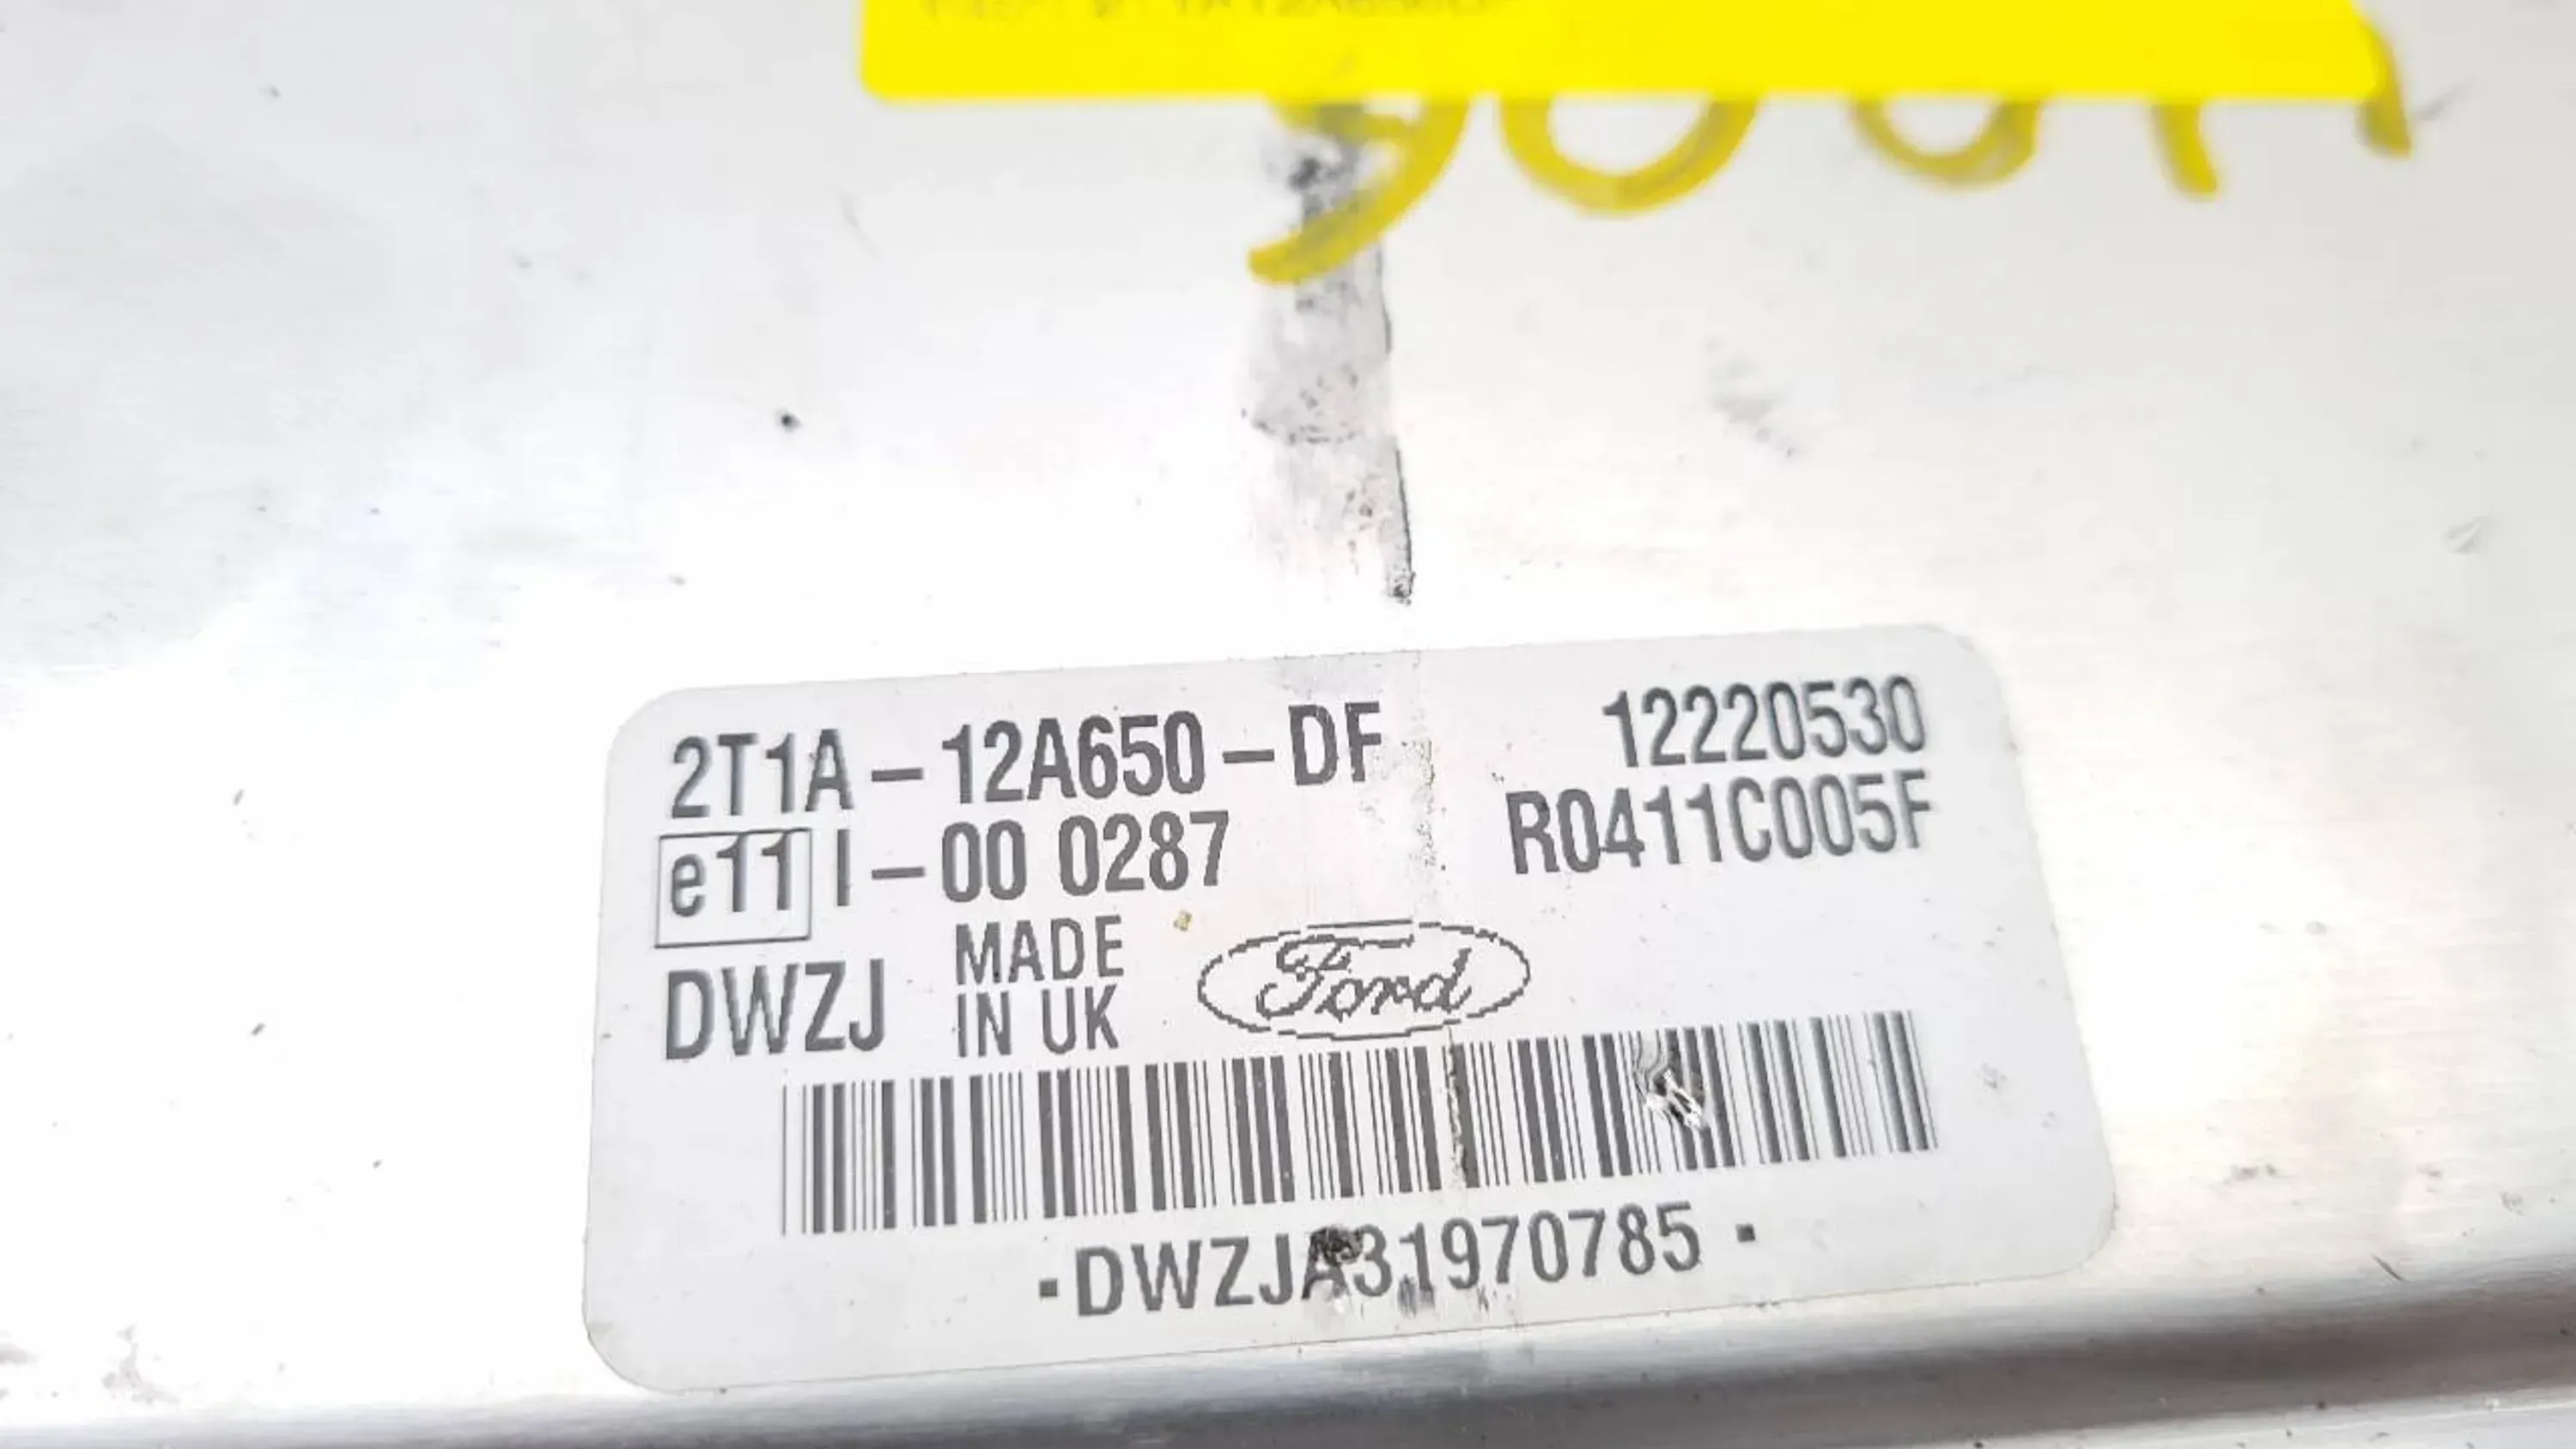 2T1A-12A650-DF 12220530
e11 I-00 0287 R0411C005F
DWZJ MADE IN UK Ford
·DWZJA31970785·